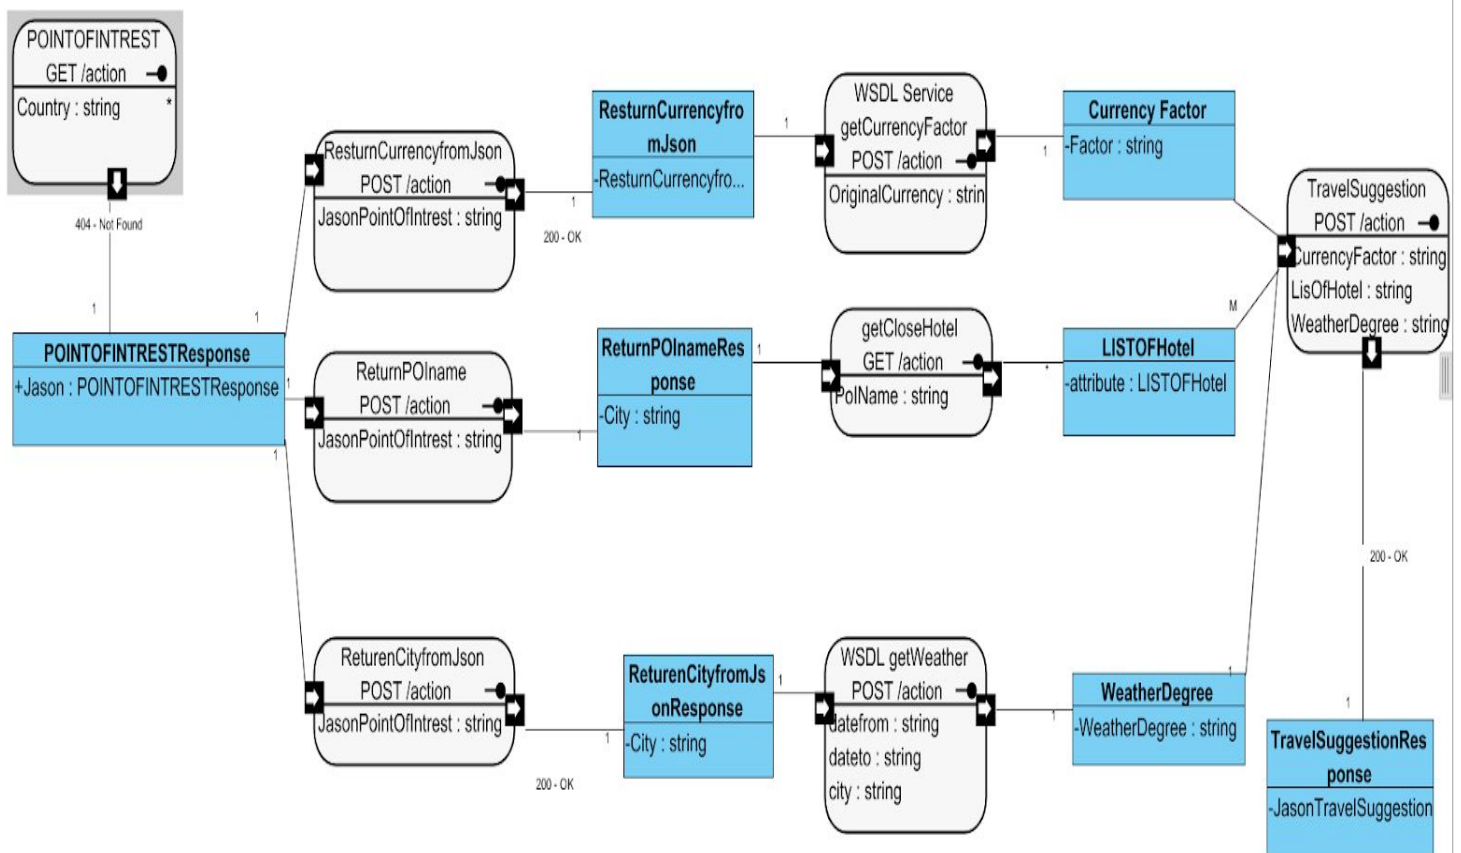 POINTOFINTREST
GET /action
Country : string
*
404 - Not Found
1
POINTOFINTRESTResponse
+Jason : POINTOFINTRESTResponse
1
1
1
ResturnCurrencyfromJson
POST /action
JasonPointOfIntrest : string
1
200 - OK
ResturnCurrencyfro
mJson
-ResturnCurrencyfro...
1
WSDL Service
getCurrencyFactor
POST /action
OriginalCurrency : strin
1
Currency Factor
-Factor : string
ReturnPOIname
POST /action
JasonPointOfIntrest : string
1
ReturnPOInameRes
ponse
-City : string
1
getCloseHotel
GET /action
PoIName : string
*
LISTOFHotel
-attribute : LISTOFHotel
M
ReturenCityfromJson
POST /action
JasonPointOfIntrest : string
1
200 - OK
ReturenCityfromJs
onResponse
-City : string
1
WSDL getWeather
POST /action
datefrom : string
dateto : string
city : string
1
WeatherDegree
-WeatherDegree : string
1
TravelSuggestion
POST /action
CurrencyFactor : string
LisOfHotel : string
WeatherDegree : string
200 - OK
1
TravelSuggestionRes
ponse
-JasonTravelSuggestion